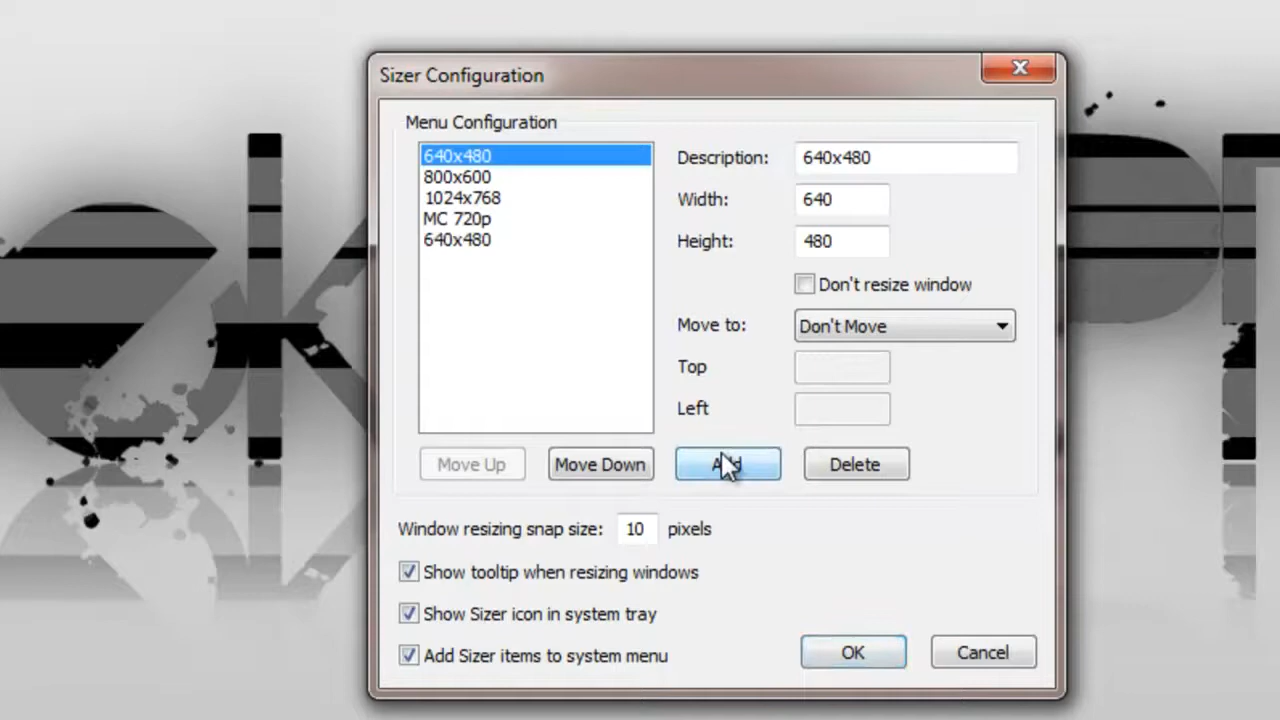 Sizer Configuration
Menu Configuration
640x480
800x600
1024x768
MC 720p
640x480
Description: 640x480
Width: 640
Height: 480
Don't resize window
Move to: Don't Move
Top
Left
Move Up Move Down Add Delete
Window resizing snap size: 10 pixels
Show tooltip when resizing windows
Show Sizer icon in system tray
Add Sizer items to system menu
OK Cancel